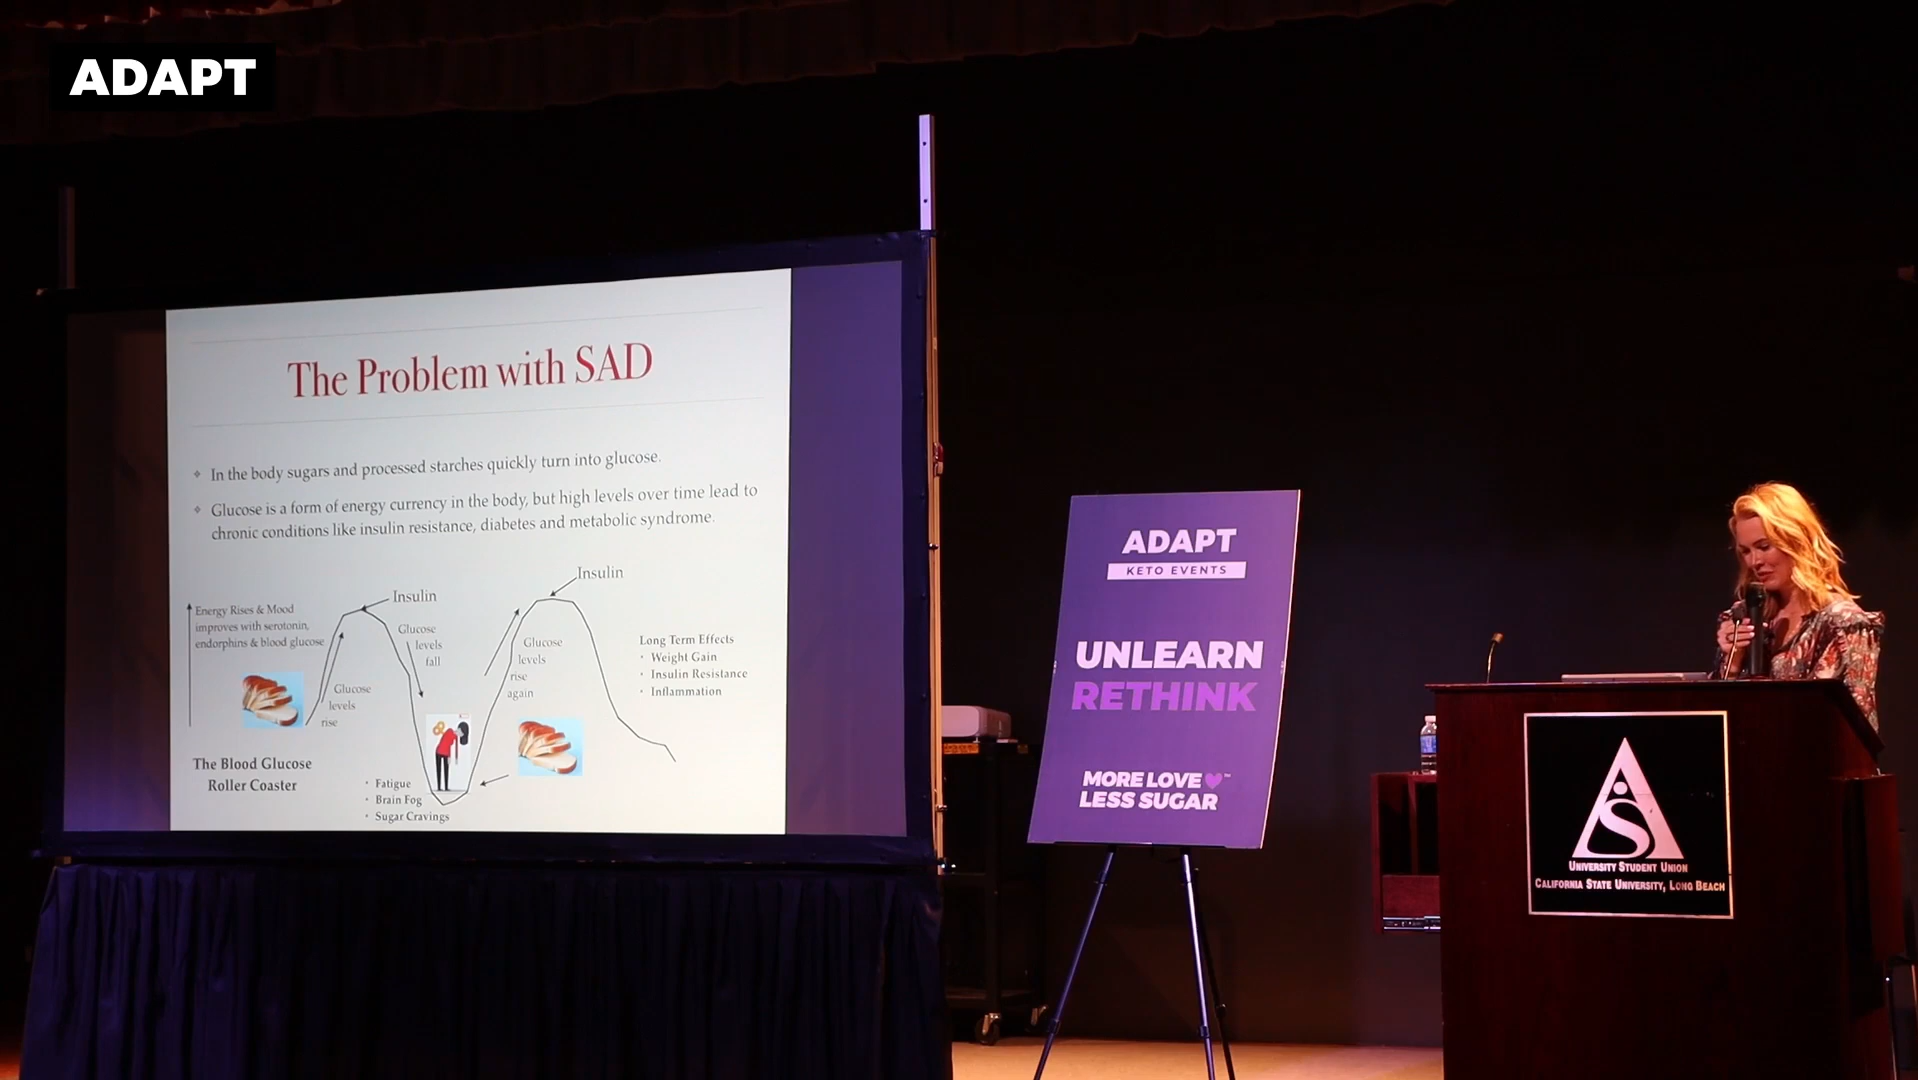 ADAPT
The Problem with SAD
In the body sugars and processed starches quickly turn into glucose.
Glucose is a form of energy currency in the body, but high levels over time lead to
chronic conditions like insulin resistance, diabetes and metabolic syndrome.
Energy Rises & Mood
improves with serotonin,
endorphins & blood glucose
Glucose
levels
rise
Insulin
Glucose
levels
fall
Insulin
Glucose
levels
rise
again
Long Term Effects
• Weight Gain
• Insulin Resistance
• Inflammation
The Blood Glucose
Roller Coaster
• Fatigue
• Brain Fog
• Sugar Cravings
ADAPT
KETO EVENTS
UNLEARN
RETHINK
MORE LOVE
LESS SUGAR
UNIVERSITY STUDENT UNION
CALIFORNIA STATE UNIVERSITY, LONG BEACH